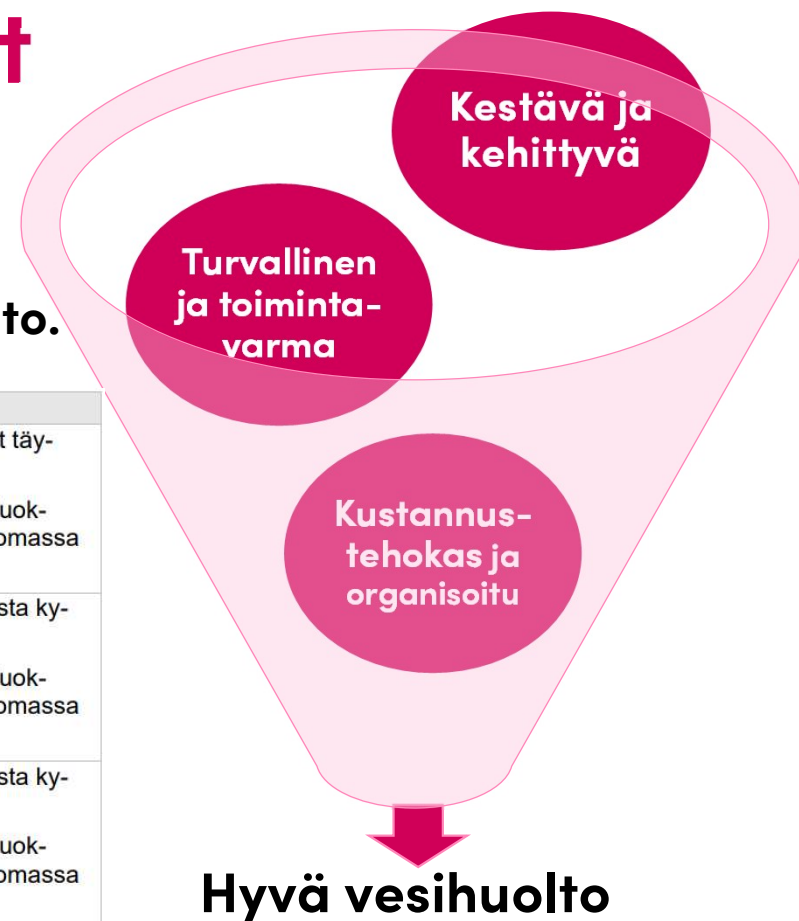 t
to.
t täy-
uok-
omassa
sta ky-
uok-
omassa
sta ky-
uok-
omassa
Kestävä ja
kehittyvä
Turvallinen
ja toiminta-
varma
Kustannus-
tehokas ja
organisoitu
Hyvä vesihuolto